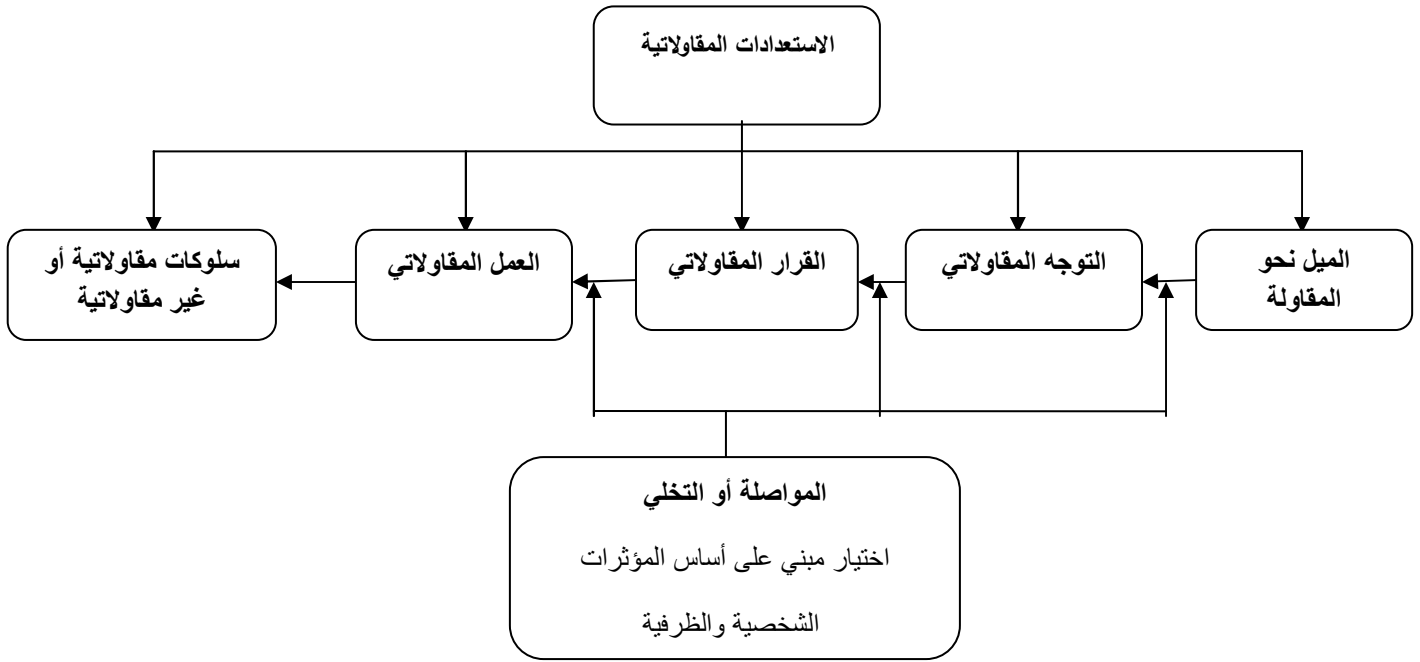 الاستعدادات المقاولاتية
الميل نحو
المقاولة
التوجه المقاولاتي
القرار المقاولاتي
العمل المقاولاتي
سلوكات مقاولاتية أو
غير مقاولاتية
المواصلة أو التخلي
اختيار مبني على أساس المؤثرات
الشخصية والظرفية